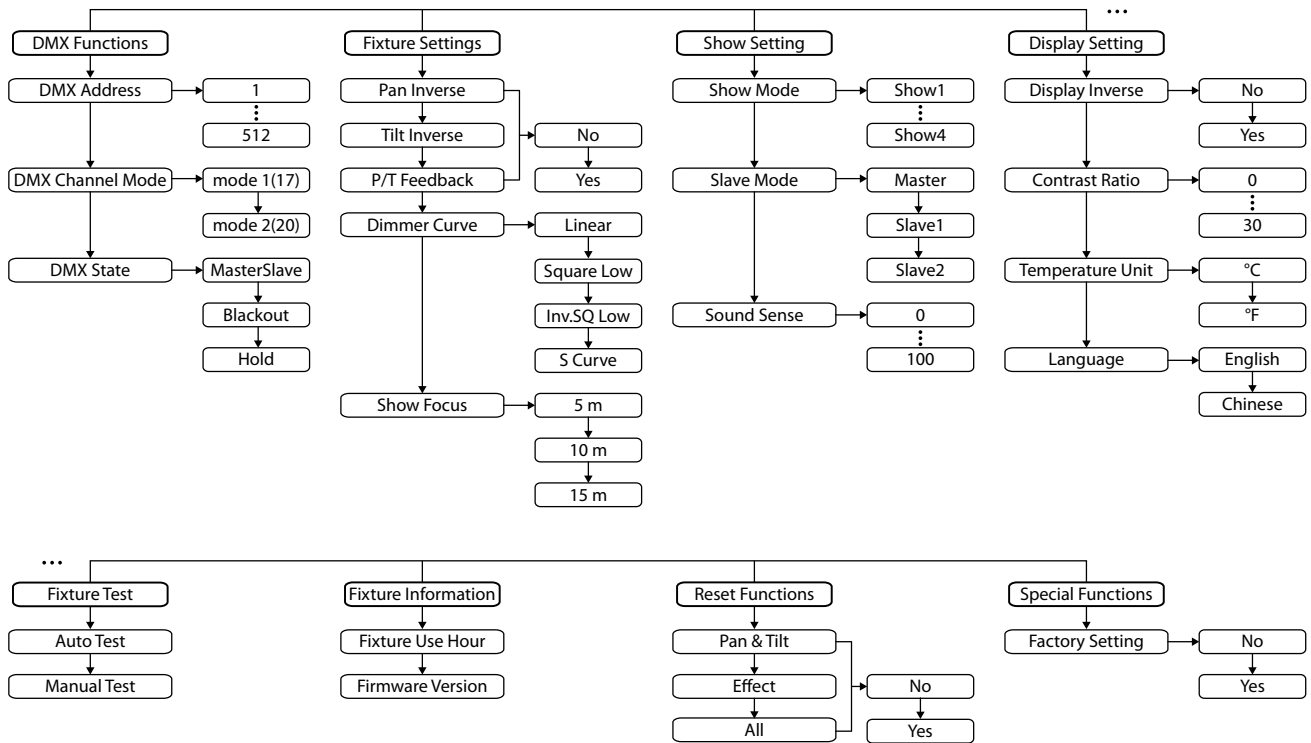 ...
DMX Functions
DMX Address
1
512
DMX Channel Mode
mode 1(17)
mode 2(20)
DMX State
MasterSlave
Blackout
Hold
Fixture Settings
Pan Inverse
Tilt Inverse
P/T Feedback
No
Yes
Dimmer Curve
Linear
Square Low
Inv.SQ Low
S Curve
Show Focus
5 m
10 m
15 m
Show Setting
Show Mode
Show1
Show4
Slave Mode
Master
Slave1
Slave2
Sound Sense
0
100
Display Setting
Display Inverse
No
Yes
Contrast Ratio
0
30
Temperature Unit
°C
°F
Language
English
Chinese
...
Fixture Test
Auto Test
Manual Test
Fixture Information
Fixture Use Hour
Firmware Version
Reset Functions
Pan & Tilt
Effect
All
No
Yes
Special Functions
Factory Setting
No
Yes